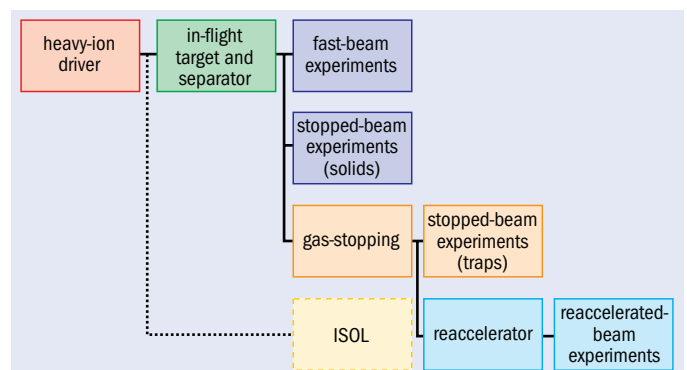 heavy-ion
driver
in-flight
target and
separator
fast-beam
experiments
stopped-beam
experiments
(solids)
gas-stopping
stopped-beam
experiments
(traps)
ISOL
reaccelerator
reaccelerated-
beam
experiments